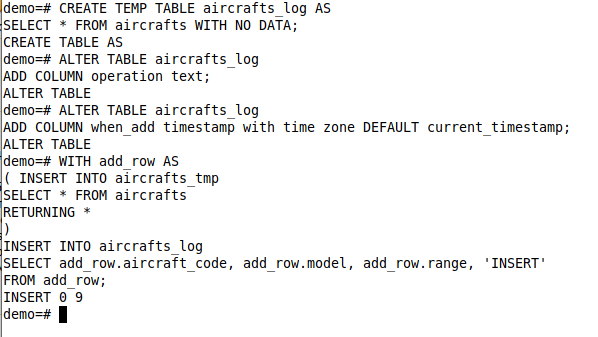 demo=# CREATE TEMP TABLE aircrafts_log AS
SELECT * FROM aircrafts WITH NO DATA;
CREATE TABLE AS
demo=# ALTER TABLE aircrafts_log
ADD COLUMN operation text;
ALTER TABLE
demo=# ALTER TABLE aircrafts_log
ADD COLUMN when_add timestamp with time zone DEFAULT current_timestamp;
ALTER TABLE
demo=# WITH add_row AS
( INSERT INTO aircrafts_tmp
SELECT * FROM aircrafts
RETURNING *
)
INSERT INTO aircrafts_log
SELECT add_row.aircraft_code, add_row.model, add_row.range, 'INSERT'
FROM add_row;
INSERT 0 9
demo=#